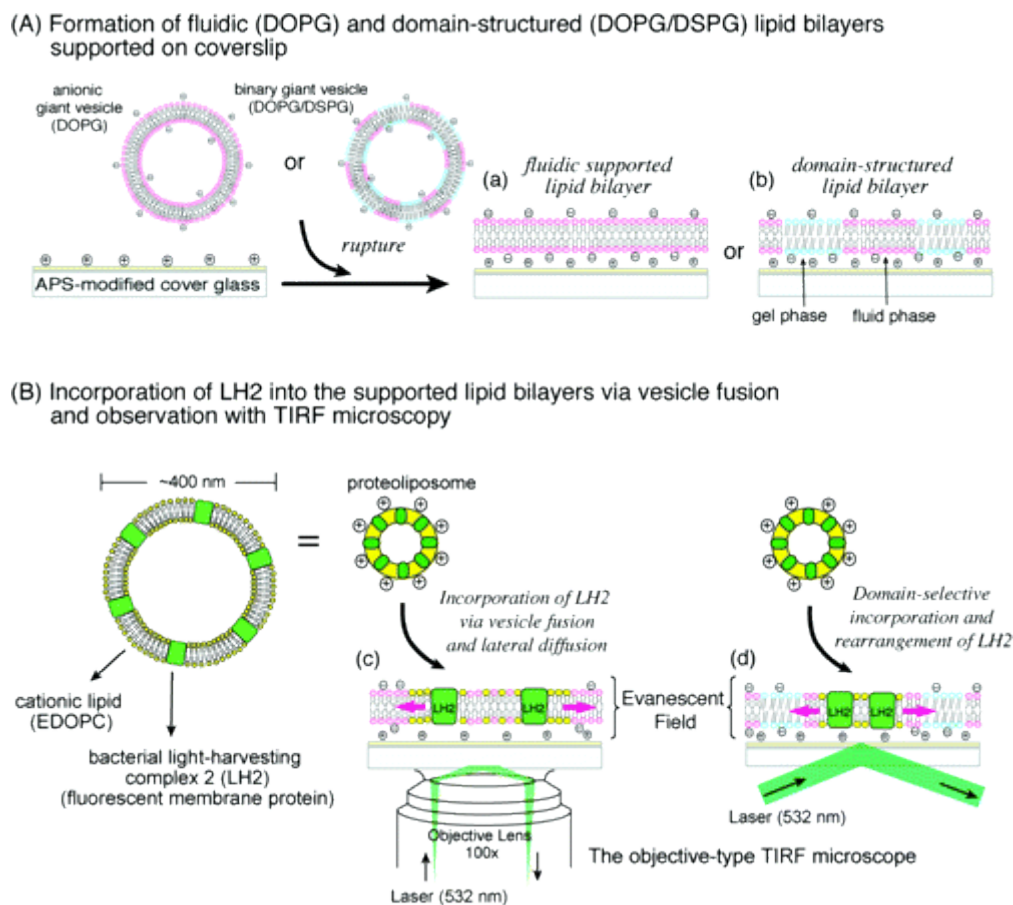 (A) Formation of fluidic (DOPG) and domain-structured (DOPG/DSPG) lipid bilayers
supported on coverslip
anionic
giant vesicle
(DOPG)
or
binary giant vesicle
(DOPG/DSPG)
rupture
APS-modified cover glass
(a)
fluidic supported
lipid bilayer
or
(b)
domain-structured
lipid bilayer
gel phase
fluid phase
(B) Incorporation of LH2 into the supported lipid bilayers via vesicle fusion
and observation with TIRF microscopy
~400 nm
=
proteoliposome
cationic lipid
(EDOPC)
bacterial light-harvesting
complex 2 (LH2)
(fluorescent membrane protein)
Incorporation of LH2
via vesicle fusion
and lateral diffusion
Domain-selective
incorporation and
rearrangement of LH2
(c)
LH2
LH2
Evanescent
Field
(d)
LH2
LH2
Objective Lens
100x
Laser (532 nm)
Laser (532 nm)
The objective-type TIRF microscope